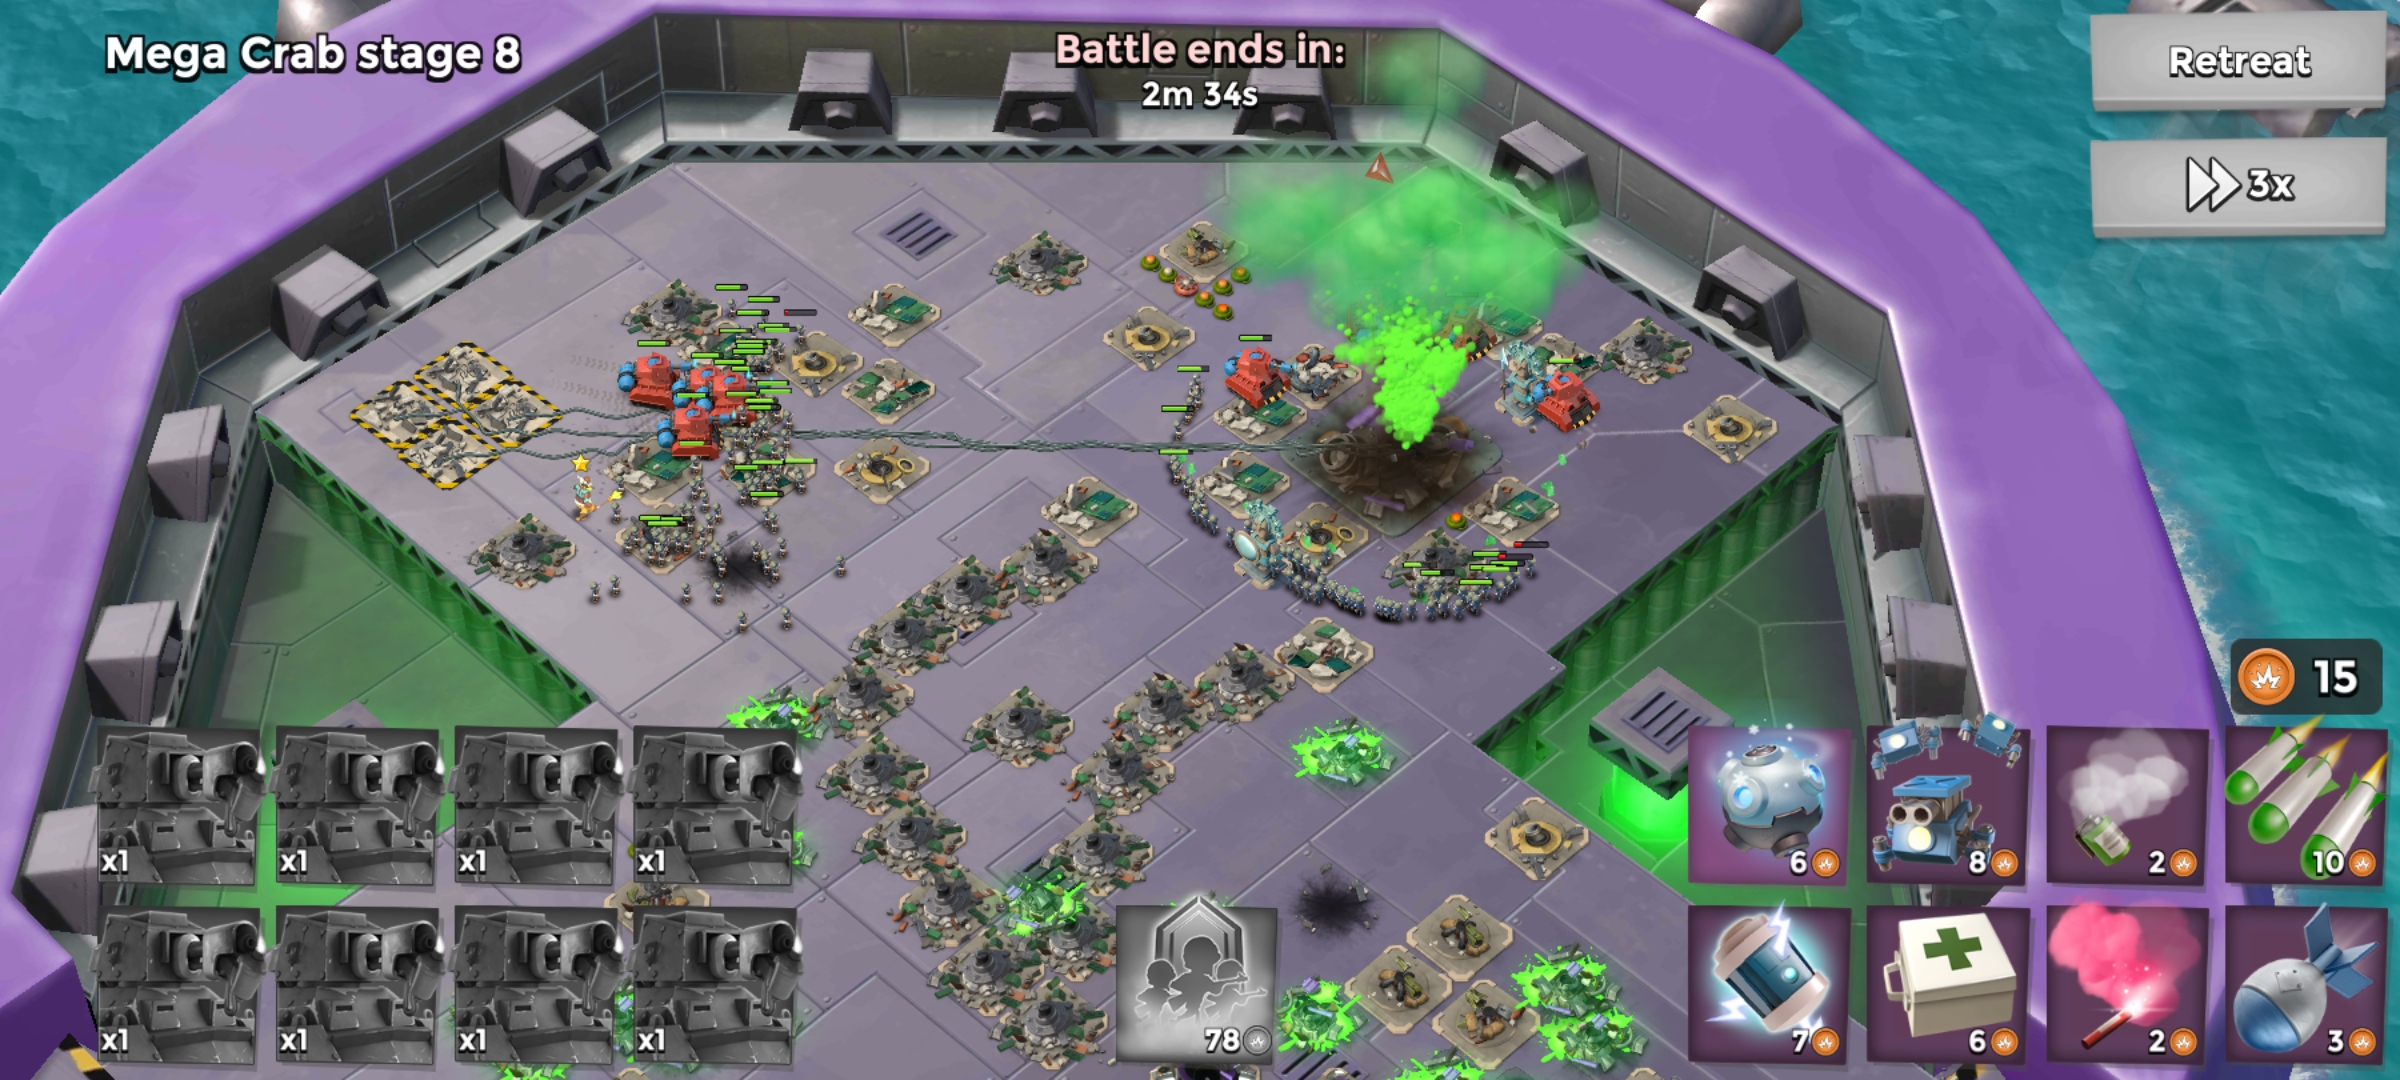 Mega Crab stage 8
Battle ends in:
2m 34s
Retreat
3x
15
x1
x1
x1
x1
6
8
2
10
x1
x1
x1
x1
78
7
6
2
3